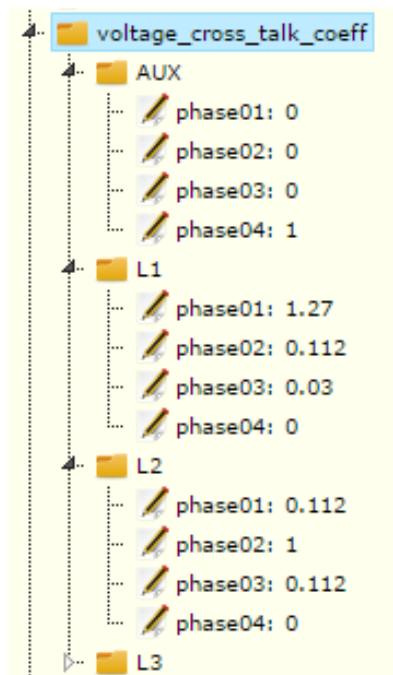 voltage_cross_talk_coeff
AUX
phase01: 0
phase02: 0
phase03: 0
phase04: 1
L1
phase01: 1.27
phase02: 0.112
phase03: 0.03
phase04: 0
L2
phase01: 0.112
phase02: 1
phase03: 0.112
phase04: 0
L3